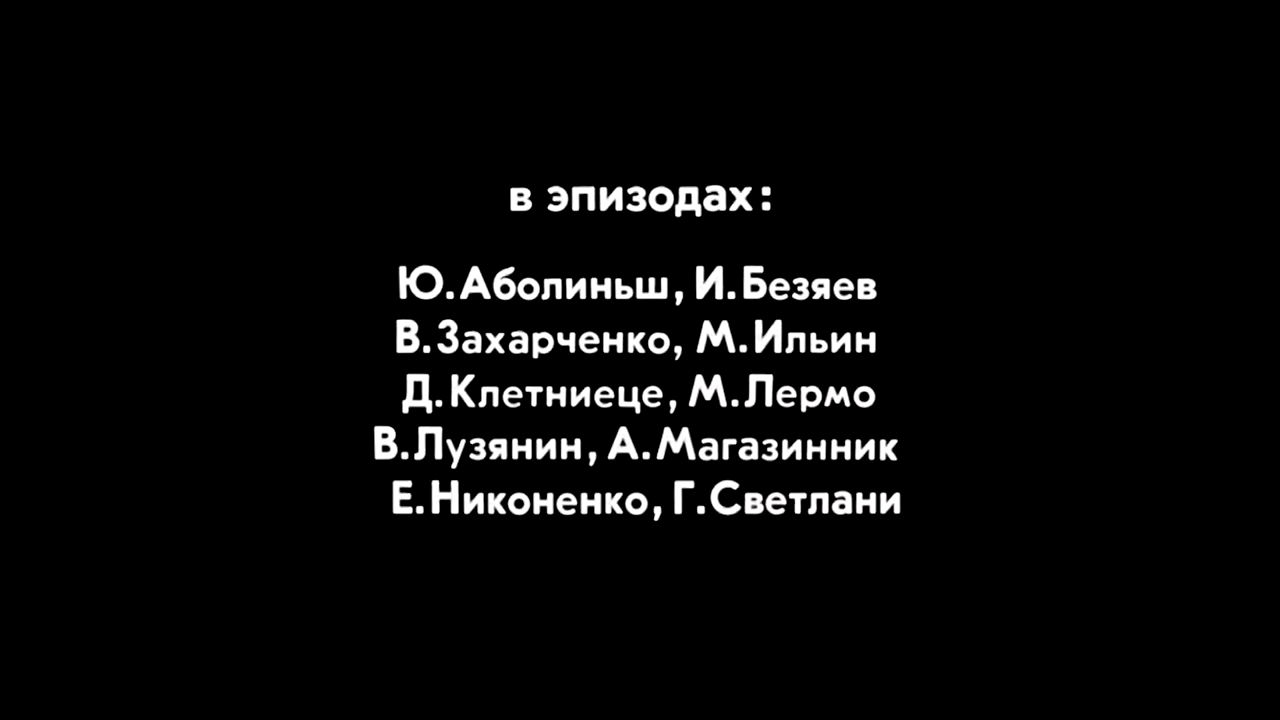 в эпизодах:
Ю.Аболиньш, И.Безяев
В.Захарченко, М.Ильин
Д.Клетниеце, М.Лермо
В.Лузянин, А.Магазинник
Е.Никоненко, Г.Светлани